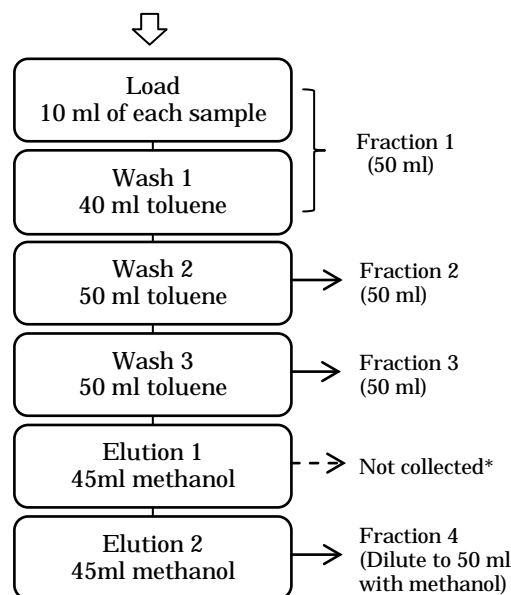 Load
10 ml of each sample
Fraction 1
(50 ml)
Wash 1
40 ml toluene
Wash 2
50 ml toluene
Fraction 2
(50 ml)
Wash 3
50 ml toluene
Fraction 3
(50 ml)
Elution 1
45ml methanol
Not collected*
Elution 2
45ml methanol
Fraction 4
(Dilute to 50 ml
with methanol)